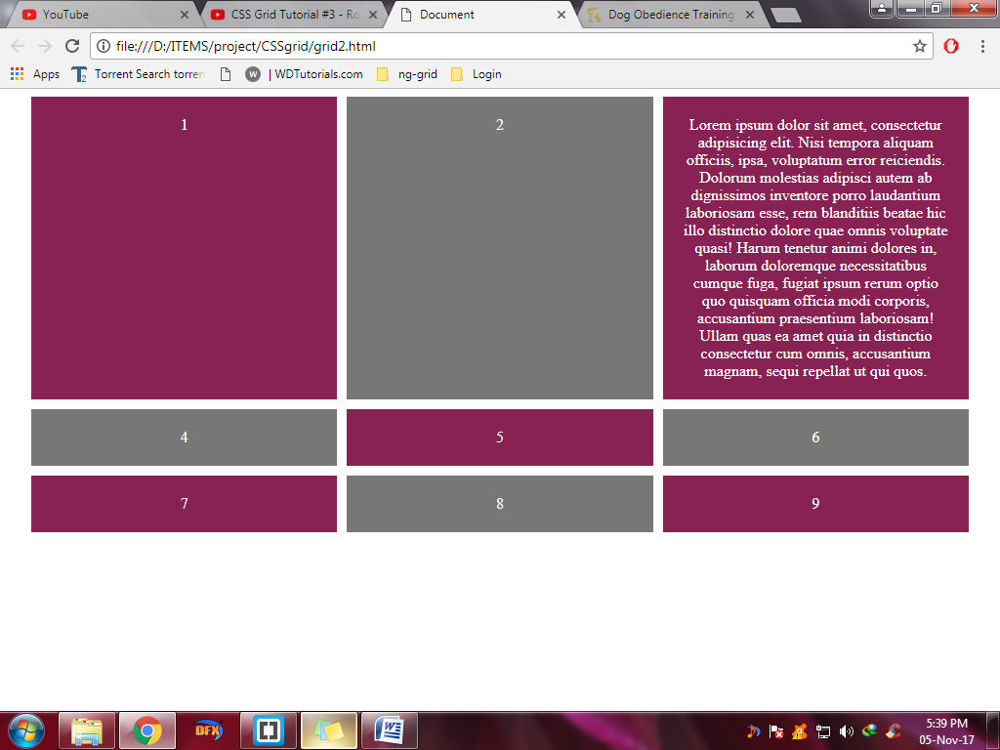 YouTube
CSS Grid Tutorial #3 - Ro
Document
Dog Obedience Training
file:///D:/ITEMS/project/CSSgrid/grid2.html
Apps
Torrent Search torren
W | WDTutorials.com
ng-grid
Login
1
2
Lorem ipsum dolor sit amet, consectetur
adipisicing elit. Nisi tempora aliquam
officiis, ipsa, voluptatum error reiciendis.
Dolorum molestias adipisci autem ab
dignissimos inventore porro laudantium
laboriosam esse, rem blanditiis beatae hic
illo distinctio dolore quae omnis voluptate
quasi! Harum tenetur animi dolores in,
laborum doloremque necessitatibus
cumque fuga, fugiat ipsum rerum optio
quo quisquam officia modi corporis,
accusantium praesentium laboriosam!
Ullam quas ea amet quia in distinctio
consectetur cum omnis, accusantium
magnam, sequi repellat ut qui quos.
4
5
6
7
8
9
DFX
W
5:39 PM
05-Nov-17